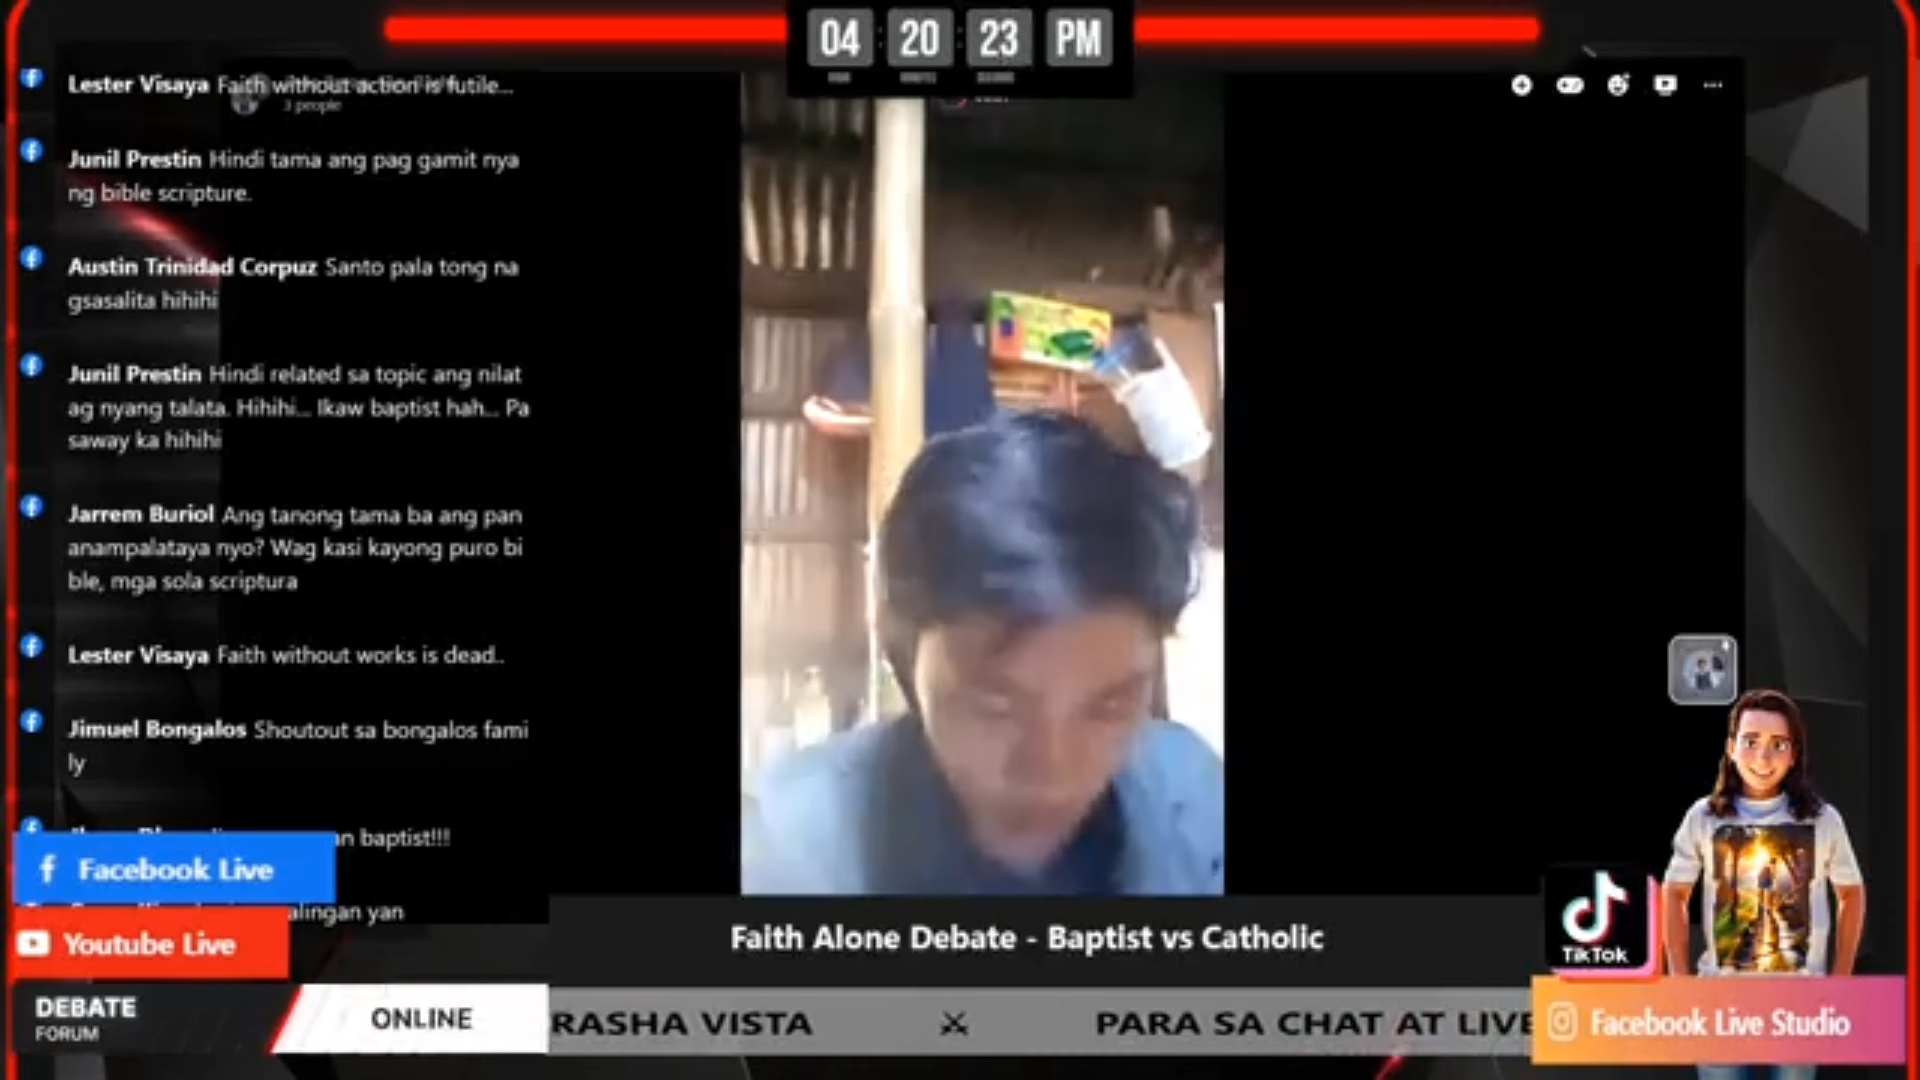 04 20 23 PM
Lester Visaya Faith without action is futile...
3 people
Junil Prestin Hindi tama ang pag gamit nya
ng bible scripture.
Austin Trinidad Corpuz Santo pala tong na
gsasalita hihihi
Junil Prestin Hindi related sa topic ang nilat
ag nyang talata. Hihihi... Ikaw baptist hah... Pa
saway ka hihihi
Jarrem Buriol Ang tanong tama ba ang pan
anampalataya nyo? Wag kasi kayong puro bi
ble, mga sola scriptura
Lester Visaya Faith without works is dead..
Jimuel Bongalos Shoutout sa bongalos fami
ly
an baptist!!!
alingan yan
Facebook Live
Youtube Live
Faith Alone Debate - Baptist vs Catholic
TikTok
DEBATE
FORUM
ONLINE
RASHA VISTA PARA SA CHAT AT LIVE
Facebook Live Studio